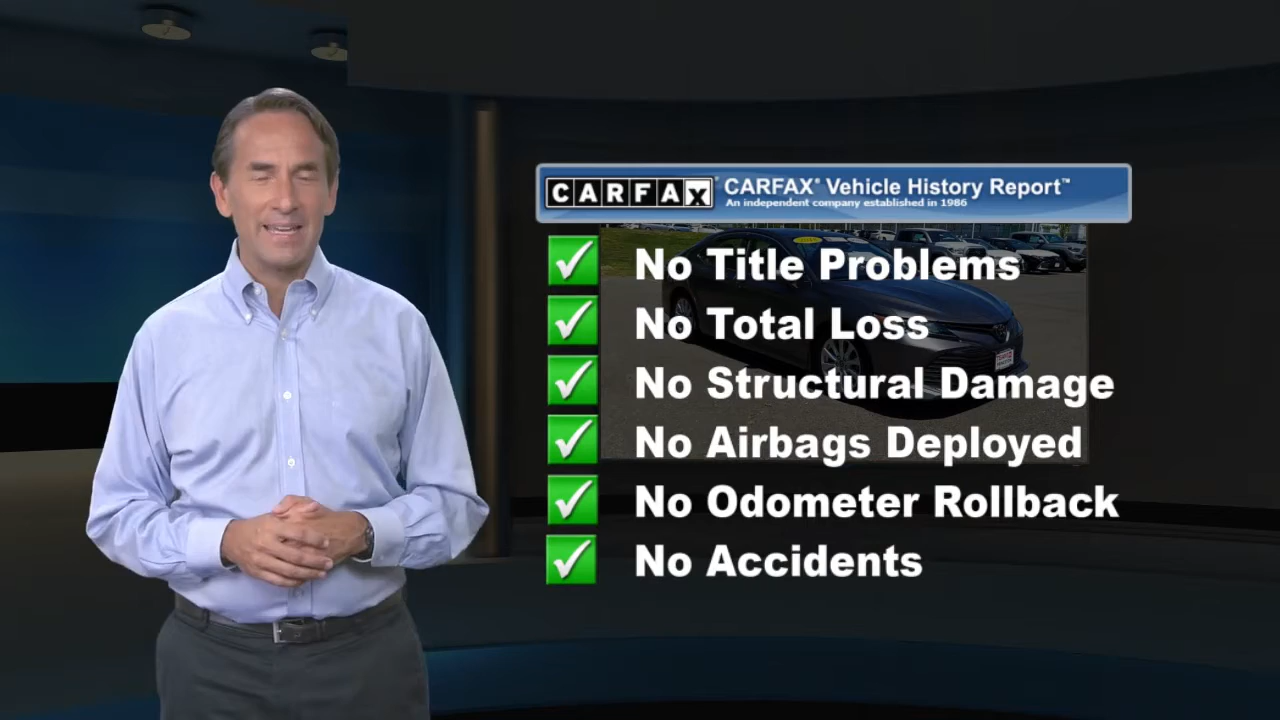 CARFAX CARFAX® Vehicle History Report™
An independent company established in 1986
No Title Problems
No Total Loss
No Structural Damage
No Airbags Deployed
No Odometer Rollback
No Accidents